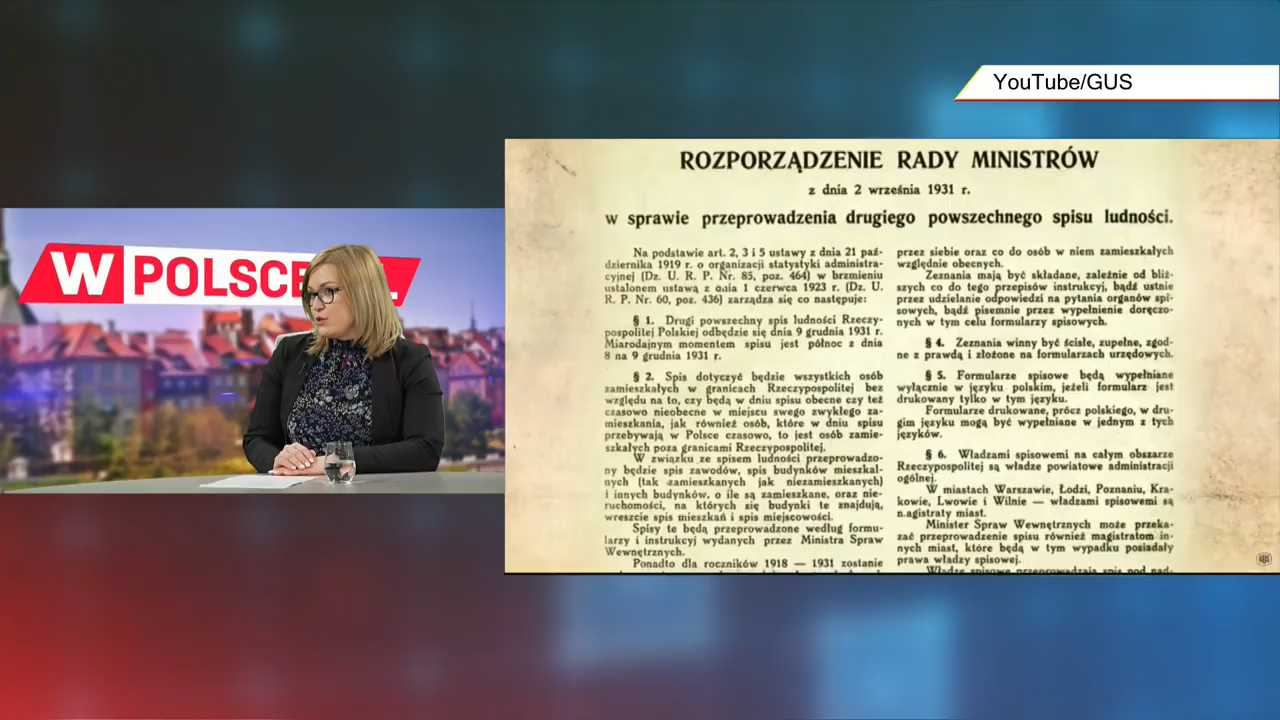 YouTube/GUS
W POLSCE
ROZPORZĄDZENIE RADY MINISTRÓW
z dnia 2 września 1931 r.
w sprawie przeprowadzenia drugiego powszechnego spisu ludności.
Na podstawie art. 2, 3 i 5 ustawy z dnia 21 paź-
dziernika 1919 r. o organizacji statystyki administra-
cyjnej (Dz. U. R. P. Nr. 85, poz. 464) w brzmieniu
ustalonem ustawą z dnia 1 czerwca 1923 r. (Dz. U.
R. P. Nr. 60, poz. 436) zarządza się co następuje:
§ 1. Drugi powszechny spis ludności Rzeczy-
pospolitej Polskiej odbędzie się dnia 9 grudnia 1931 r.
Miarodajnym momentem spisu jest północ z dnia
8 na 9 grudnia 1931 r.
§ 2. Spis dotyczyć będzie wszystkich osób
zamieszkałych w granicach Rzeczypospolitej bez
względu na to, czy będą w dniu spisu obecne czy też
czasowo nieobecne w miejscu swego zwykłego za-
mieszkania, jak również osób, które w dniu spisu
przebywają w Polsce czasowo, to jest osób zamie-
szkałych poza granicami Rzeczypospolitej.
W związku ze spisem ludności przeprowadzo-
ny będzie spis zawodów, spis budynków mieszkal-
nych (tak zamieszkanych jak niezamieszkanych)
i innych budynków, o ile są zamieszkane, oraz nie-
ruchomości, na których się budynki te znajdują,
wreszcie spis mieszkań i spis miejscowości.
Spisy te będą przeprowadzone według formu-
larzy i instrukcyj wydanych przez Ministra Spraw
Wewnętrznych.
Ponadto dla roczników 1918 — 1931 zostanie
przez siebie oraz co do osób w niem zamieszkałych
względnie obecnych.
Zeznania mają być składane, zależnie od bliż-
szych co do tego przepisów instrukcyj, bądź ustnie
przez udzielanie odpowiedzi na pytania organów spi-
sowych, bądź pisemnie przez wypełnienie doręczo-
nych w tym celu formularzy spisowych.
§ 4. Zeznania winny być ścisłe, zupełne, zgod-
ne z prawdą i złożone na formularzach urzędowych.
§ 5. Formularze spisowe będą wypełniane
wyłącznie w języku polskim, jeżeli formularz jest
drukowany tylko w tym języku.
Formularze drukowane, prócz polskiego, w dru-
gim języku mogą być wypełniane w jednym z tych
języków.
§ 6. Władzami spisowemi na całym obszarze
Rzeczypospolitej są władze powiatowe administracji
ogólnej.
W miastach Warszawie, Łodzi, Poznaniu, Kra-
kowie, Lwowie i Wilnie — władzami spisowemi są
magistraty miast.
Minister Spraw Wewnętrznych może przeka-
zać przeprowadzenie spisu również magistratom in-
nych miast, które będą w tym wypadku posiadały
prawa władzy spisowej.
Władze spisowe przeprowadzają spis pod nad-